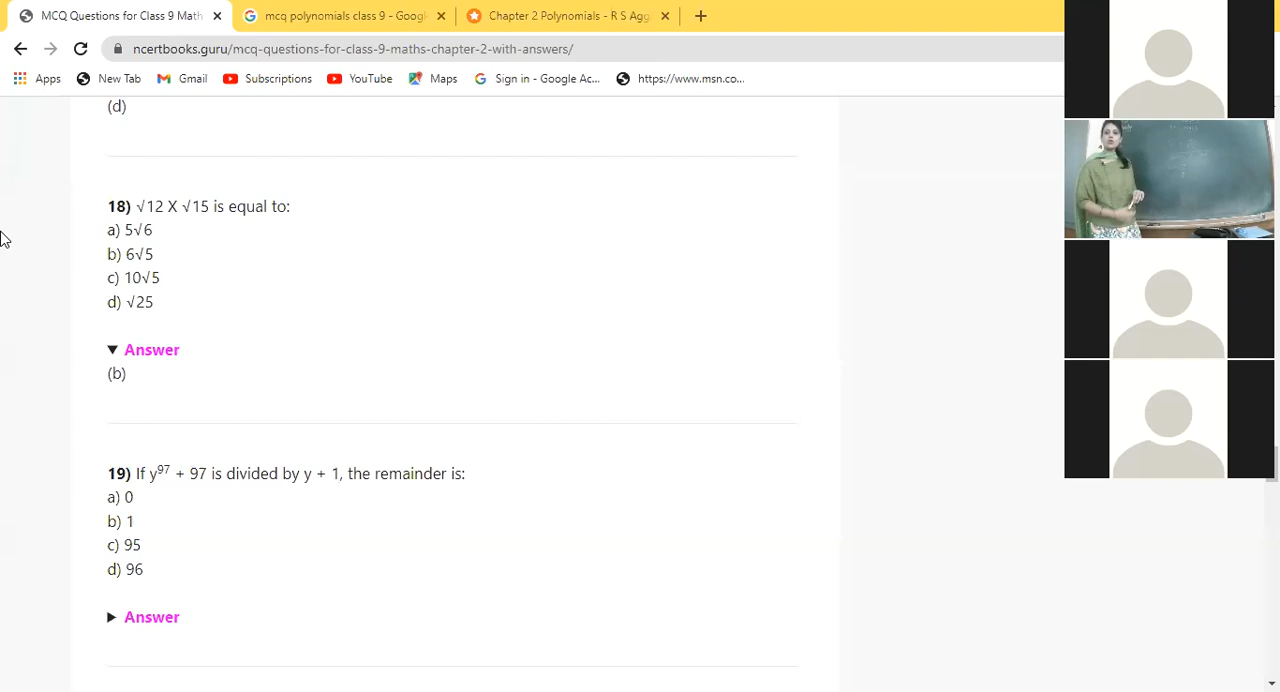 MCQ Questions for Class 9 Math
mcq polynomials class 9 - Googl
Chapter 2 Polynomials - R S Agg
ncertbooks.guru/mcq-questions-for-class-9-maths-chapter-2-with-answers/
Apps New Tab Gmail Subscriptions YouTube Maps Sign in - Google Ac... https://www.msn.co...
(d)
18) √12 X √15 is equal to:
a) 5√6
b) 6√5
c) 10√5
d) √25
Answer
(b)
19) If y⁹⁷ + 97 is divided by y + 1, the remainder is:
a) 0
b) 1
c) 95
d) 96
Answer